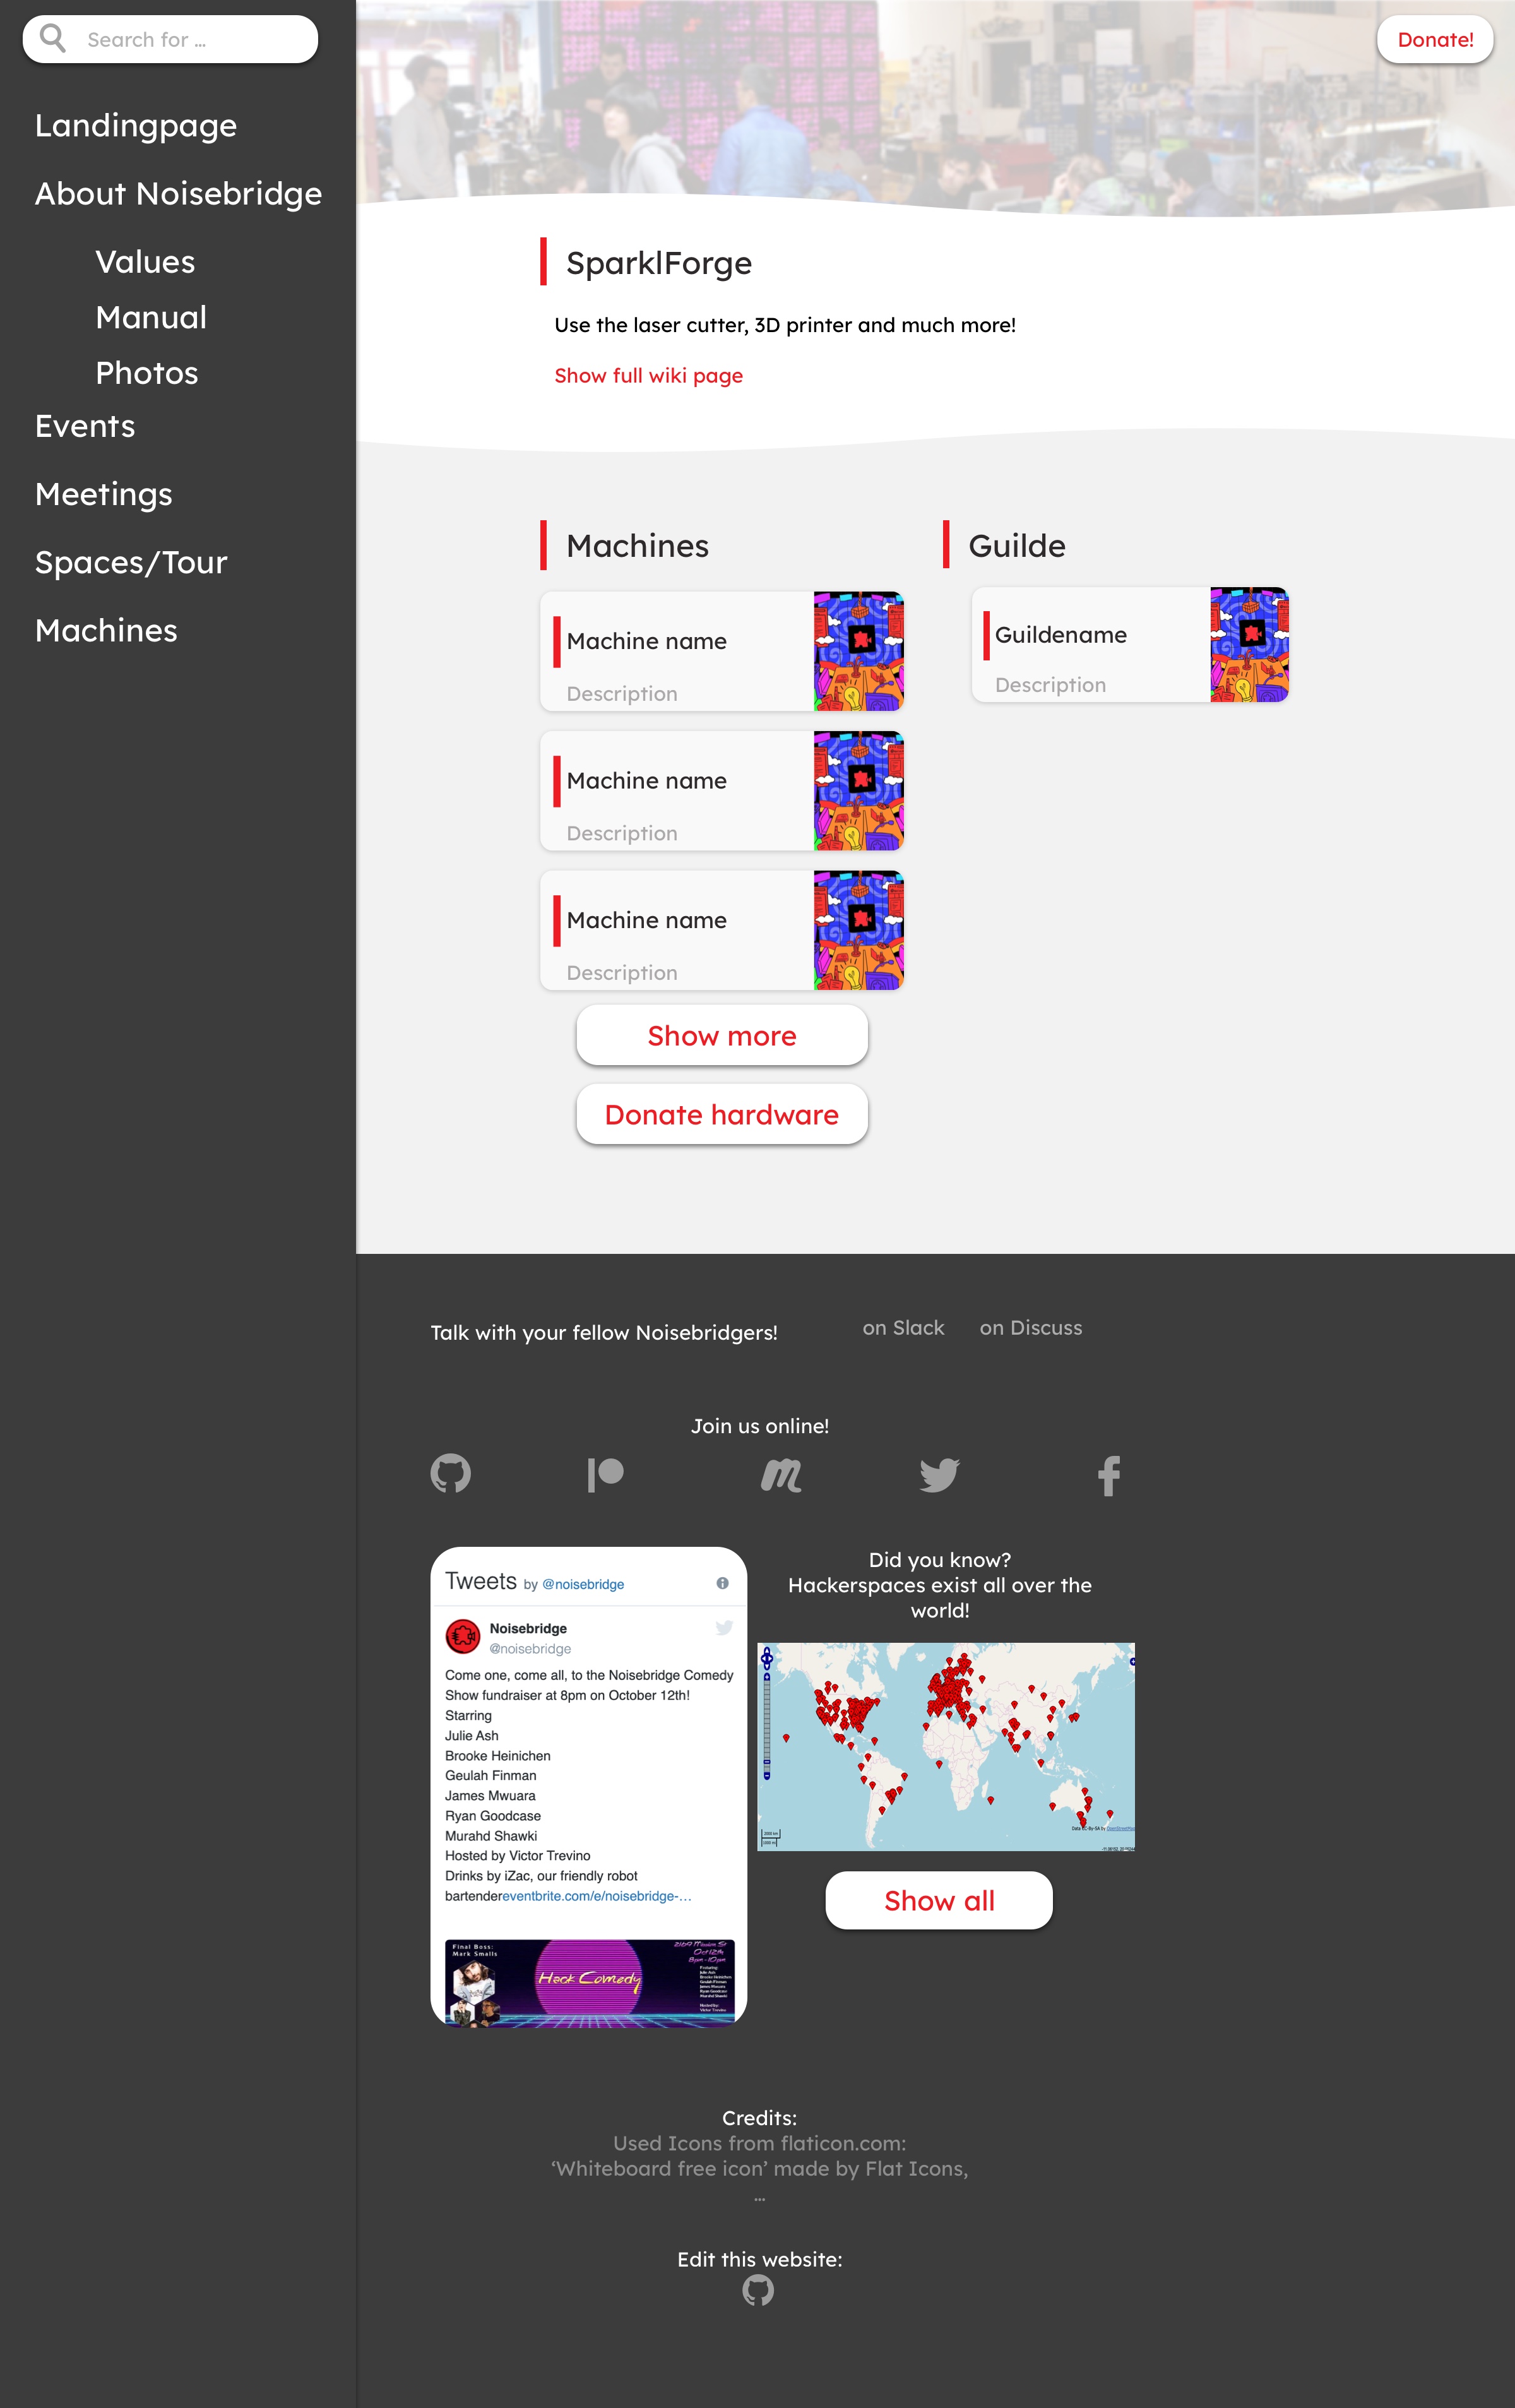 Search for ...
Donate!
Landingpage
About Noisebridge
Values
Manual
Photos
Events
Meetings
Spaces/Tour
Machines
SparklForge
Use the laser cutter, 3D printer and much more!
Show full wiki page
Machines
Machine name
Description
Machine name
Description
Machine name
Description
Show more
Donate hardware
Guilde
Guildename
Description
Talk with your fellow Noisebridgers!
on Slack
on Discuss
Join us online!
Tweets by @noisebridge
Noisebridge
@noisebridge
Come one, come all, to the Noisebridge Comedy
Show fundraiser at 8pm on October 12th!
Starring
Julie Ash
Brooke Heinichen
Geulah Finman
James Mwuara
Ryan Goodcase
Murahd Shawki
Hosted by Victor Trevino
Drinks by iZac, our friendly robot
bartendereventbrite.com/e/noisebridge-...
Final Boss:
Mark Smalls
Hack Comedy
2169 Mission St
Oct 12th
8pm-10pm
Did you know?
Hackerspaces exist all over the
world!
Show all
Credits:
Used Icons from flaticon.com:
‘Whiteboard free icon’ made by Flat Icons,
...
Edit this website: